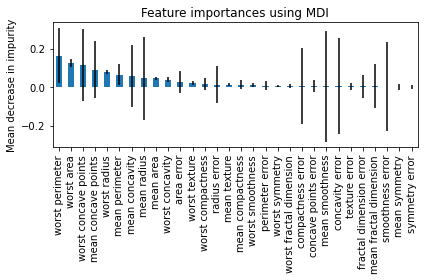 Feature importances using MDI
Mean decrease in impurity
0.2
0.0
−0.2
worst perimeter
worst area
worst concave points
mean concave points
worst radius
mean perimeter
mean concavity
mean radius
mean area
worst concavity
area error
worst texture
worst compactness
radius error
mean texture
mean compactness
worst smoothness
perimeter error
worst symmetry
worst fractal dimension
compactness error
concave points error
mean smoothness
concavity error
texture error
fractal dimension error
mean fractal dimension
smoothness error
mean symmetry
symmetry error